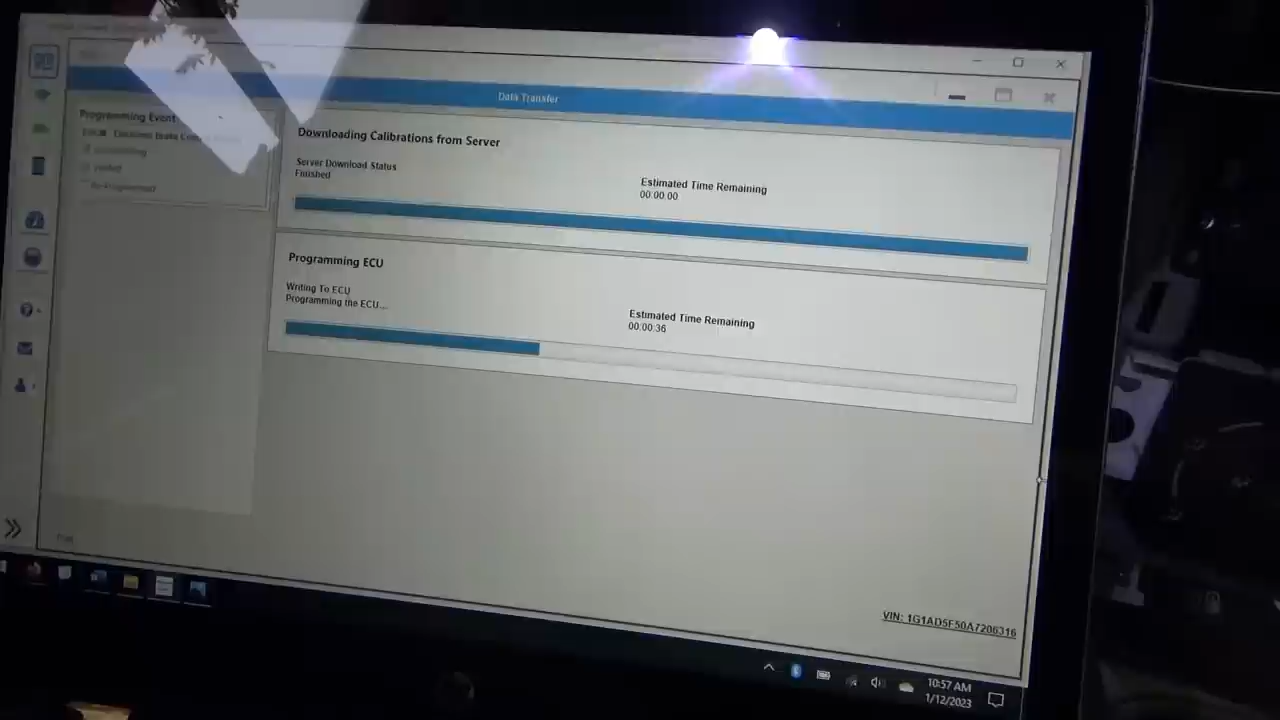 Data Transfer
Programming Event
Downloading Calibrations from Server
Server Download Status
Finished
Estimated Time Remaining
00:00:00
Programming ECU
Writing To ECU
Programming the ECU...
Estimated Time Remaining
00:00:36
VIN: 1G1AD5F50A7206316
10:57 AM
1/12/2023